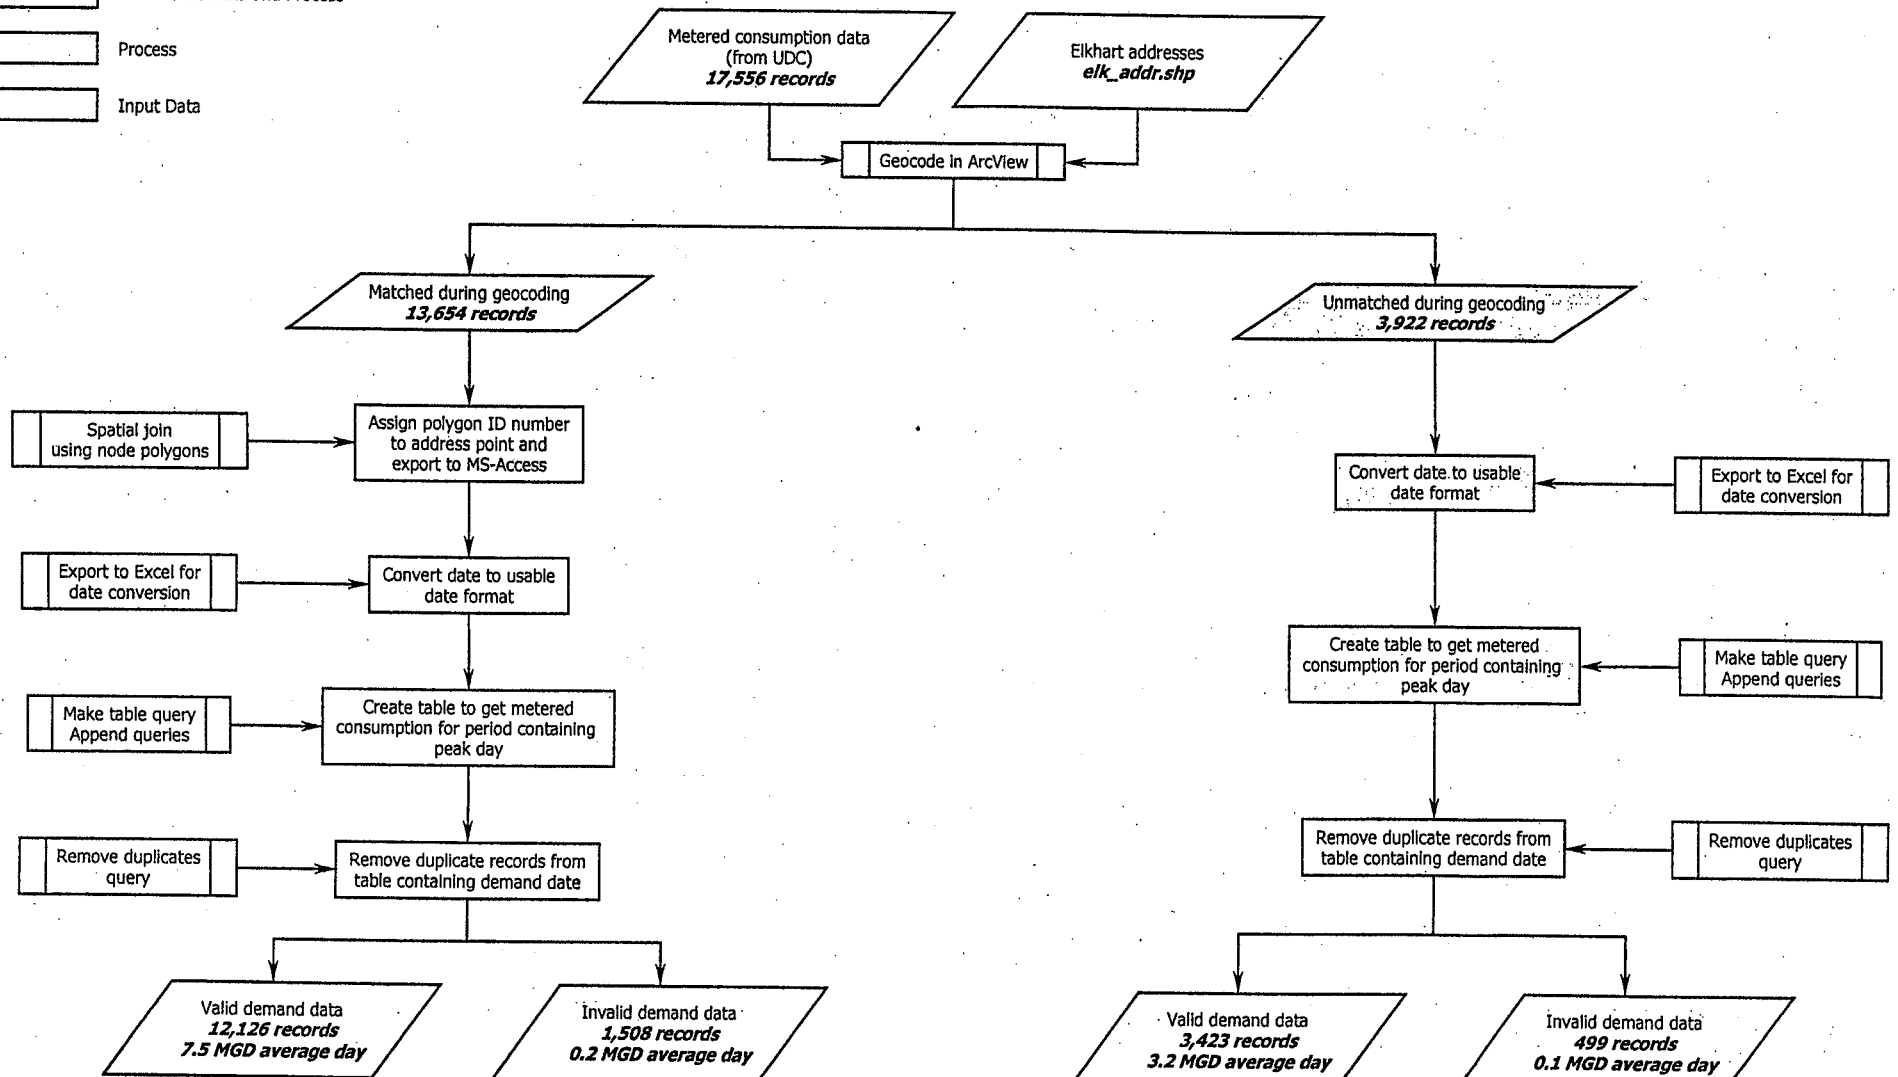 Process
Input Data
Metered consumption data
(from UDC)
17,556 records
Elkhart addresses
elk_addr.shp
Geocode in ArcView
Matched during geocoding
13,654 records
Unmatched during geocoding
3,922 records
Spatial join
using node polygons
Assign polygon ID number
to address point and
export to MS-Access
Convert date to usable
date format
Export to Excel for
date conversion
Export to Excel for
date conversion
Convert date to usable
date format
Create table to get metered
consumption for period containing
peak day
Make table query
Append queries
Make table query
Append queries
Create table to get metered
consumption for period containing
peak day
Remove duplicates
query
Remove duplicate records from
table containing demand date
Remove duplicate records from
table containing demand date
Remove duplicates
query
Valid demand data
12,126 records
7.5 MGD average day
Invalid demand data
1,508 records
0.2 MGD average day
Valid demand data
3,423 records
3.2 MGD average day
Invalid demand data
499 records
0.1 MGD average day